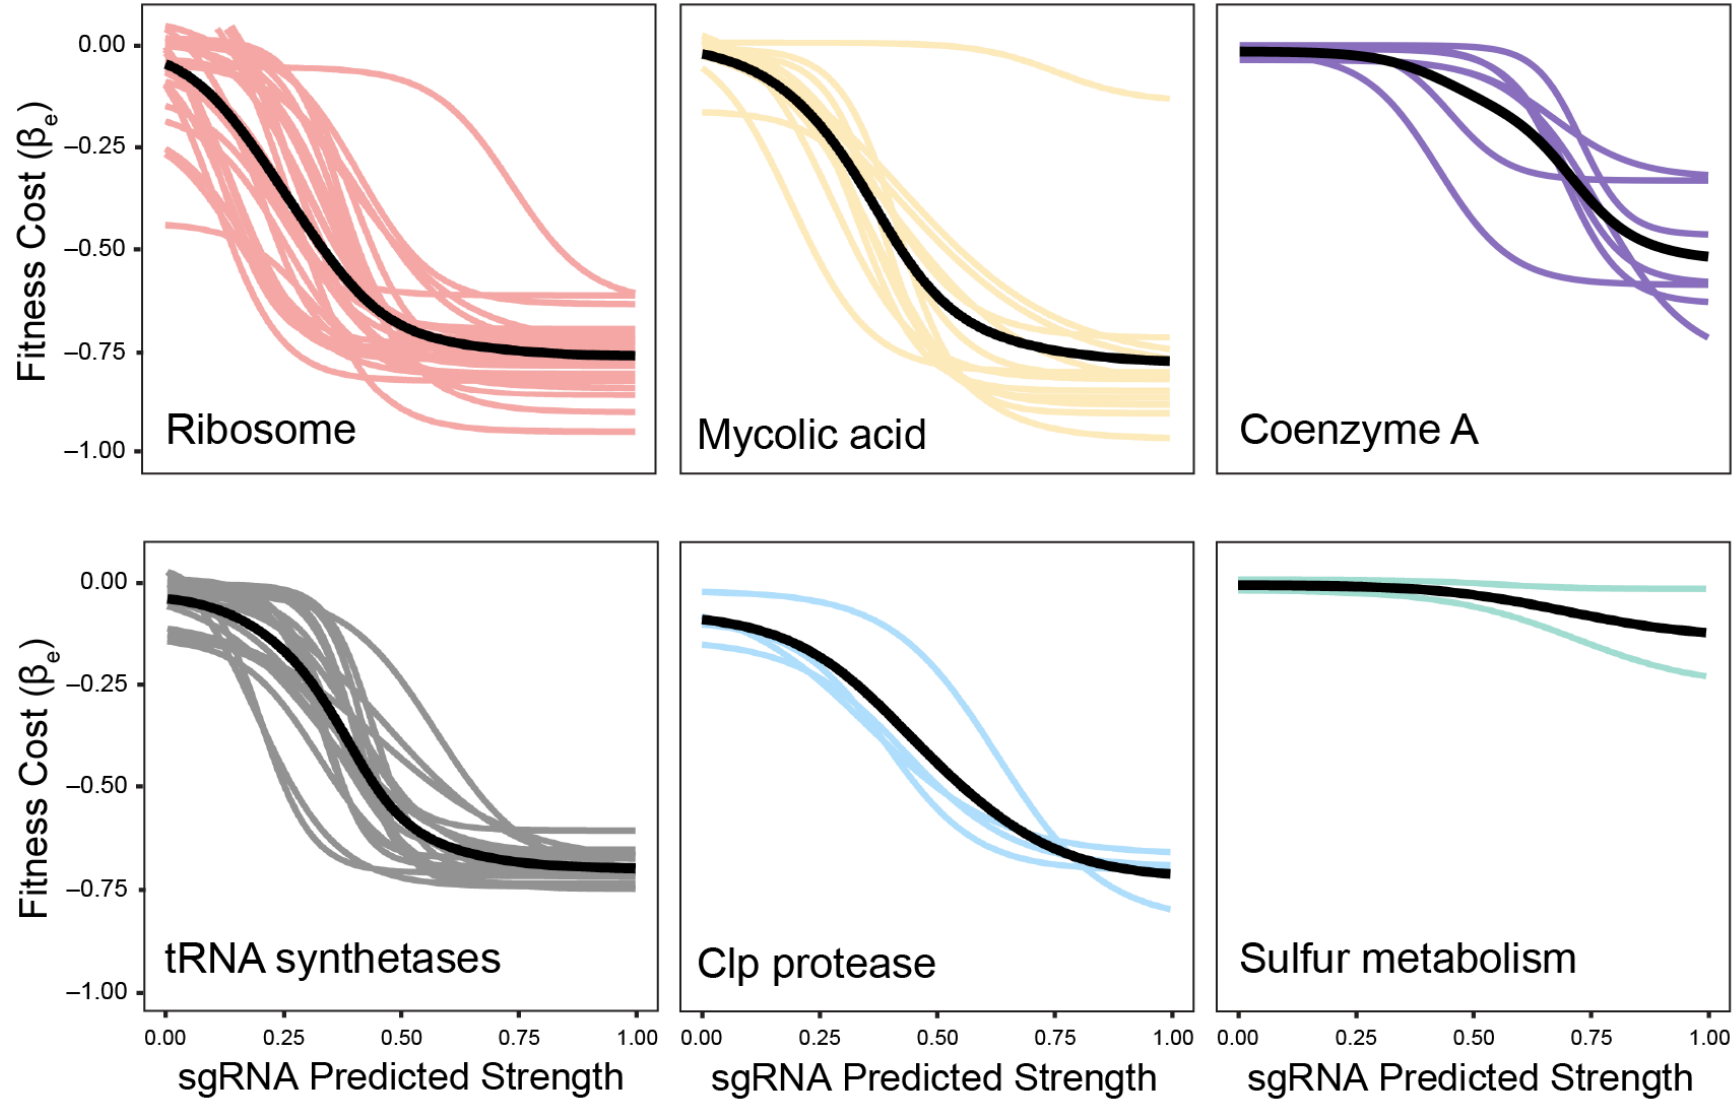 Fitness Cost (βe)
0.00
−0.25
−0.50
−0.75
−1.00
Ribosome
Mycolic acid
Coenzyme A
Fitness Cost (βe)
0.00
−0.25
−0.50
−0.75
−1.00
tRNA synthetases
Clp protease
Sulfur metabolism
0.00 0.25 0.50 0.75 1.00
0.00 0.25 0.50 0.75 1.00
0.00 0.25 0.50 0.75 1.00
sgRNA Predicted Strength
sgRNA Predicted Strength
sgRNA Predicted Strength